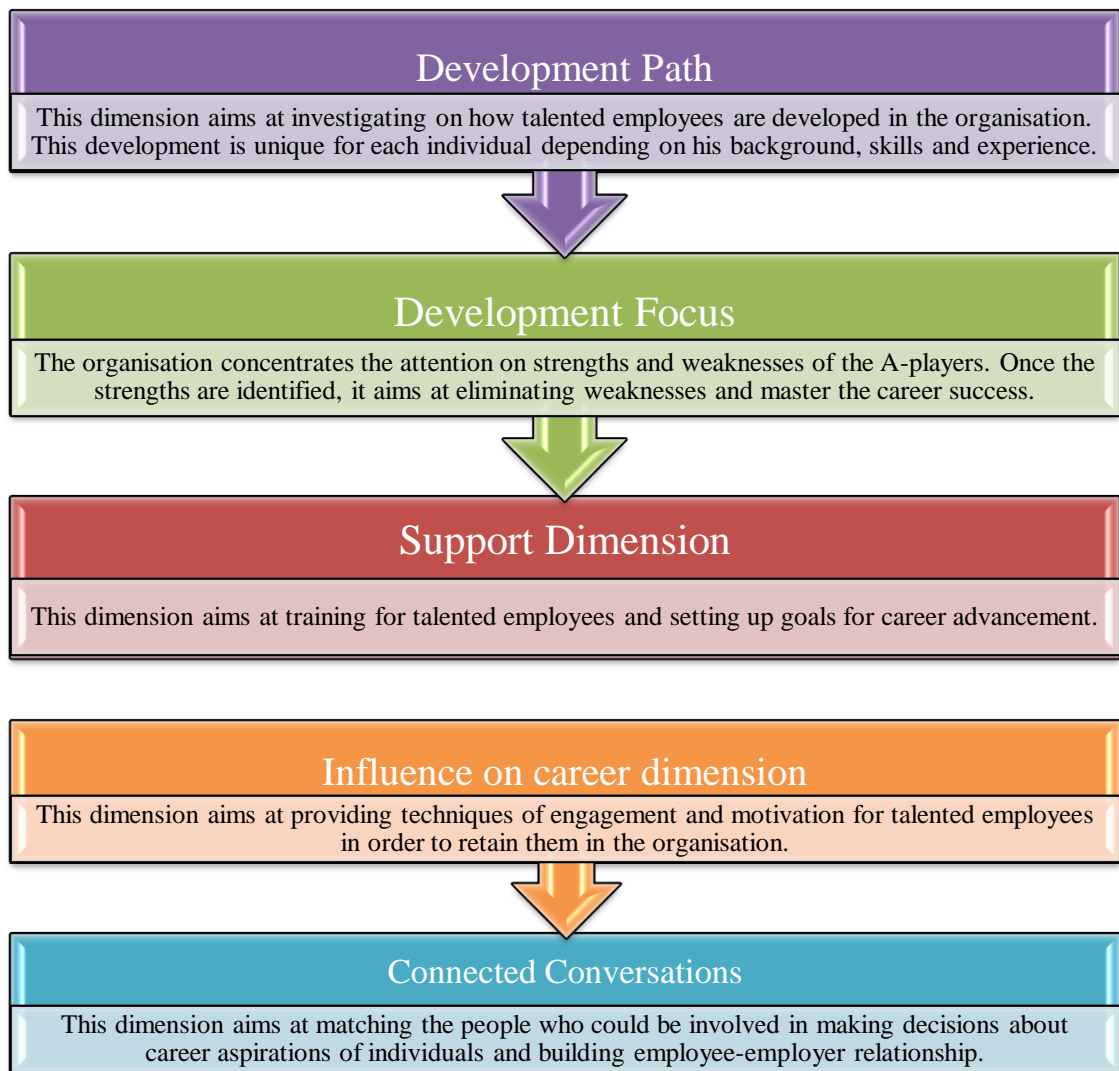 Development Path
This dimension aims at investigating on how talented employees are developed in the organisation.
This development is unique for each individual depending on his background, skills and experience.
Development Focus
The organisation concentrates the attention on strengths and weaknesses of the A-players. Once the
strengths are identified, it aims at eliminating weaknesses and master the career success.
Support Dimension
This dimension aims at training for talented employees and setting up goals for career advancement.
Influence on career dimension
This dimension aims at providing techniques of engagement and motivation for talented employees
in order to retain them in the organisation.
Connected Conversations
This dimension aims at matching the people who could be involved in making decisions about
career aspirations of individuals and building employee-employer relationship.